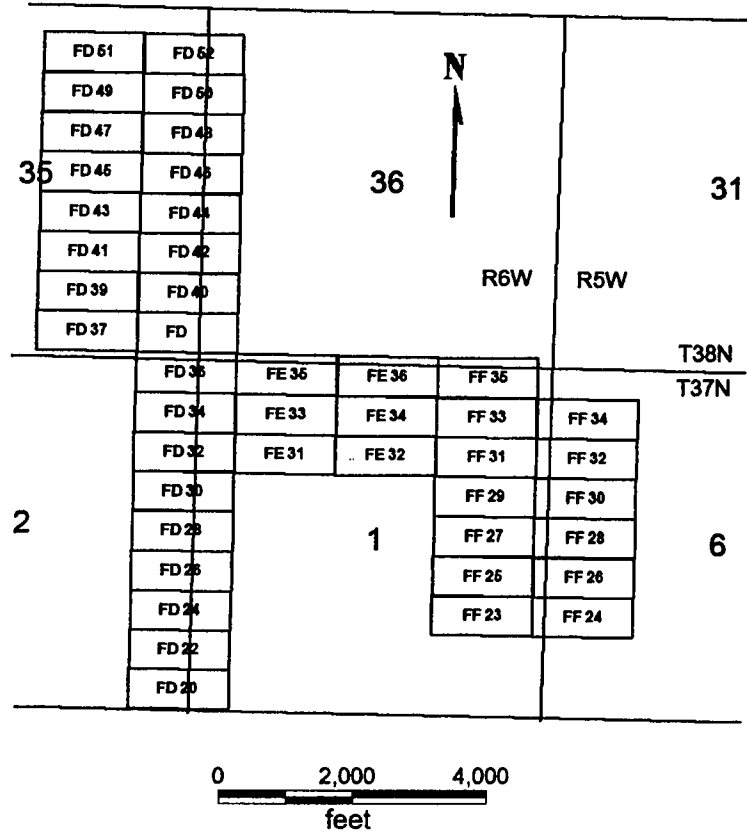 FD 51 FD 52
N
FD 49 FD 50
FD 47 FD 48
35 FD 45 FD 46 36 31
FD 43 FD 44
FD 41 FD 42
R6W R5W
FD 39 FD 40
FD 37 FD
T38N
FD 36 FE 35 FE 36 FF 35
T37N
FD 34 FE 33 FE 34 FF 33 FF 34
FD 32 FE 31 FE 32 FF 31 FF 32
FD 30 FF 29 FF 30
2 FD 28 1 FF 27 FF 28 6
FD 26 FF 25 FF 26
FD 24 FF 23 FF 24
FD 22
FD 20
0 2,000 4,000
feet